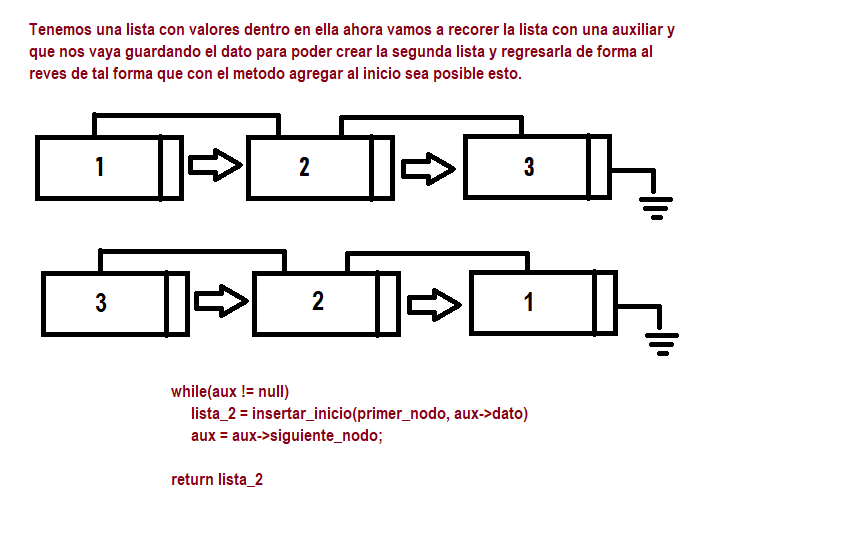 Tenemos una lista con valores dentro en ella ahora vamos a recorer la lista con una auxiliar y
que nos vaya guardando el dato para poder crear la segunda lista y regresarla de forma al
reves de tal forma que con el metodo agregar al inicio sea posible esto.
1 2 3
3 2 1
while(aux != null)
lista_2 = insertar_inicio(primer_nodo, aux->dato)
aux = aux->siguiente_nodo;
return lista_2